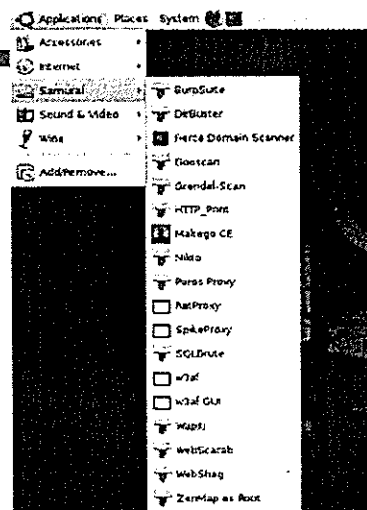 Applications Places System
Accessories
Internet
Samurai
Sound & Video
Wine
Add/Remove...
BurpSuite
DirBuster
Fierce Domain Scanner
Gooscan
Grendal-Scan
HTTP_Print
Maltego CE
Nikto
Paros Proxy
RatProxy
SpikeProxy
SQLBrute
w3af
w3af GUI
Wapiti
WebScarab
WebShag
ZenMap as Root